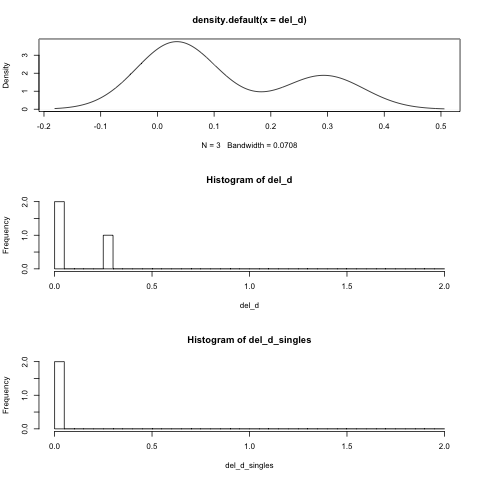 density.default(x = del_d)
Density
0 1 2 3
-0.2 -0.1 0.0 0.1 0.2 0.3 0.4 0.5
N = 3 Bandwidth = 0.0708
Histogram of del_d
Frequency
0.0 1.0 2.0
0.0 0.5 1.0 1.5 2.0
del_d
Histogram of del_d_singles
Frequency
0.0 1.0 2.0
0.0 0.5 1.0 1.5 2.0
del_d_singles